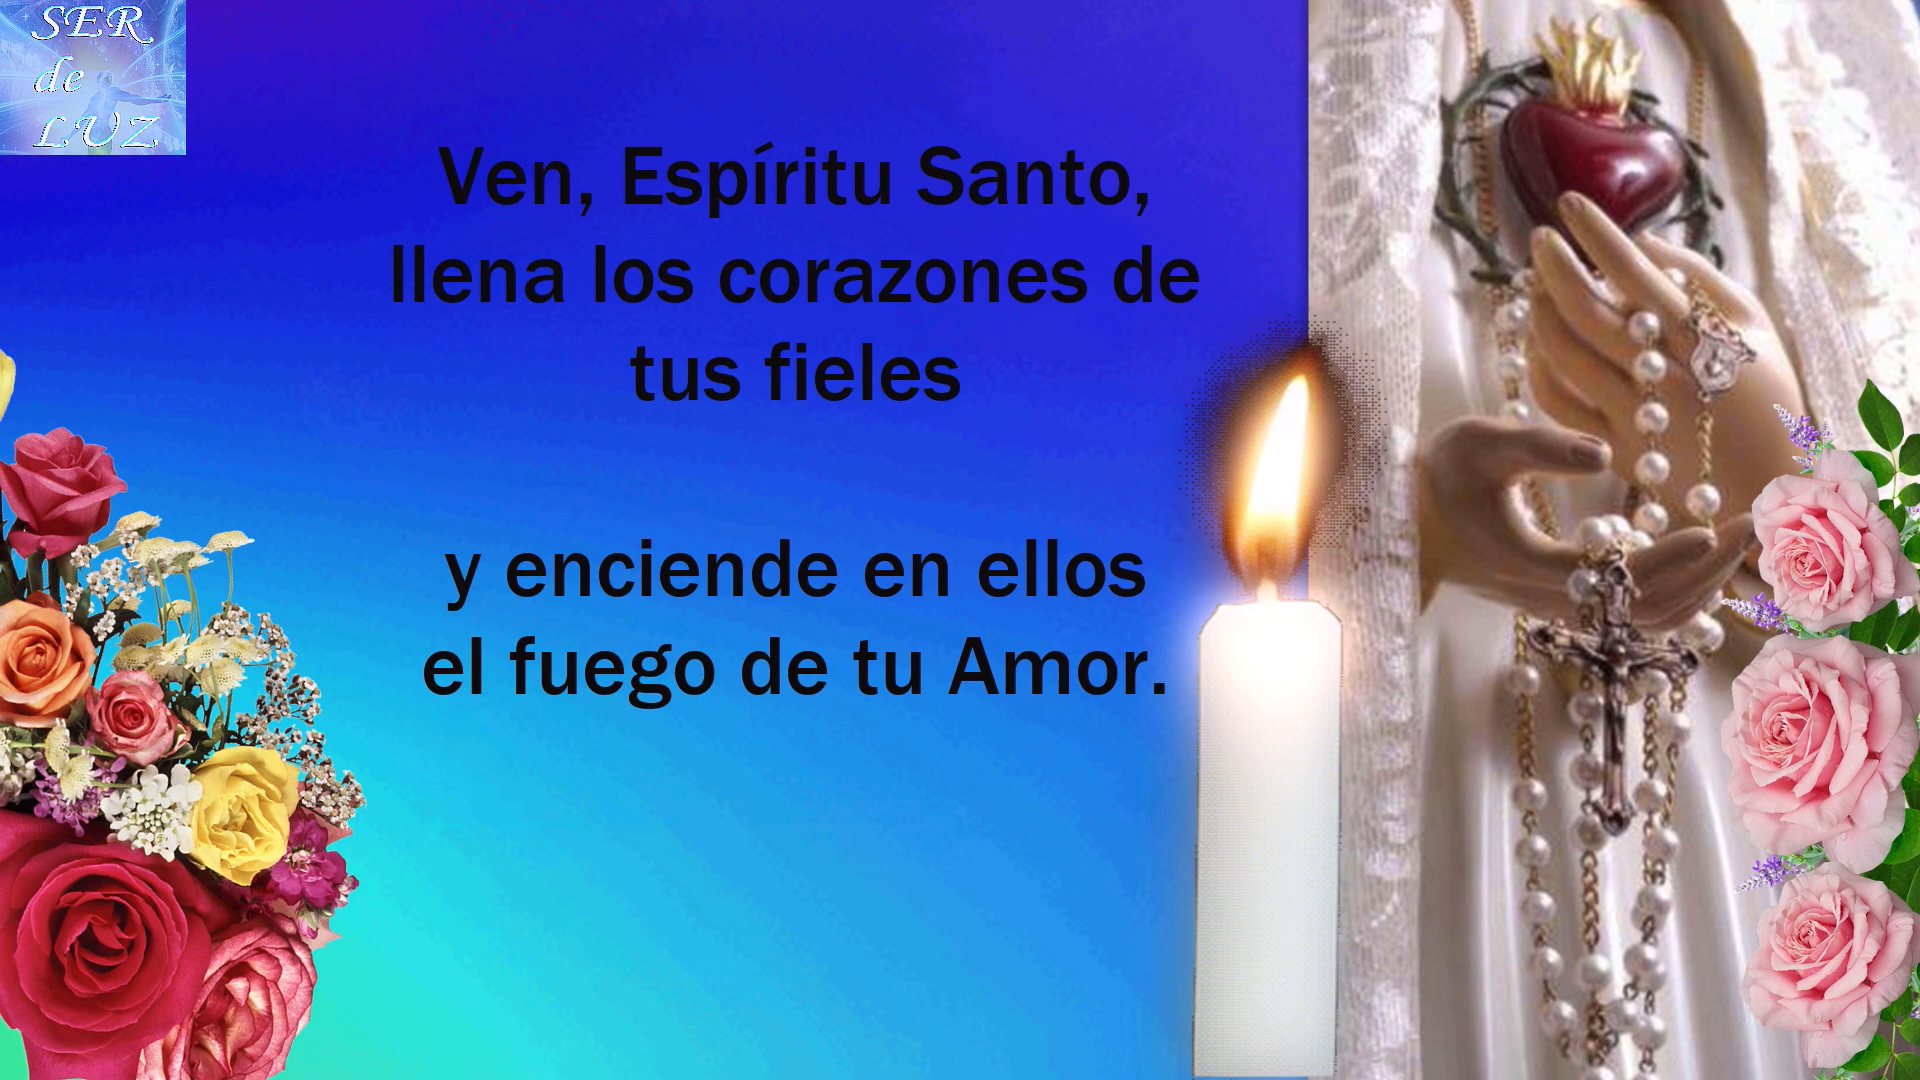 SER
de
LUZ
Ven, Espíritu Santo,
llena los corazones de
tus fieles
y enciende en ellos
el fuego de tu Amor.